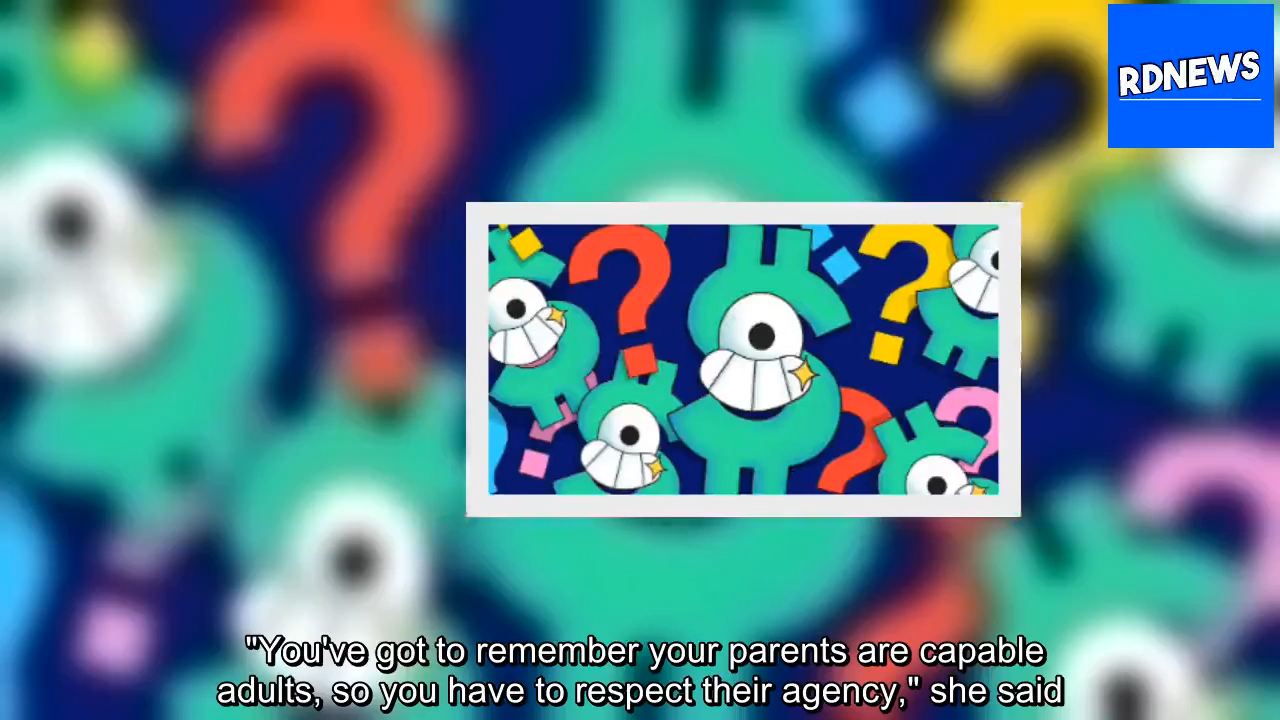 RDNEWS
"You've got to remember your parents are capable
adults, so you have to respect their agency," she said